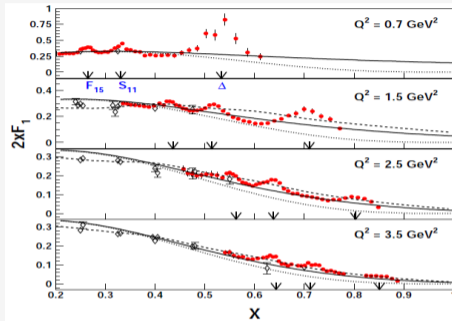 Q² = 0.7 GeV²
1.00
0.75
0.50
0.25
0
F₁₅
S₁₁
Δ
Q² = 1.5 GeV²
0.4
0.2
0
2xF₁
Q² = 2.5 GeV²
0.3
0.2
0.1
0
Q² = 3.5 GeV²
0.3
0.2
0.1
0
0.2 0.3 0.4 0.5 0.6 0.7 0.8 0.9 1
X